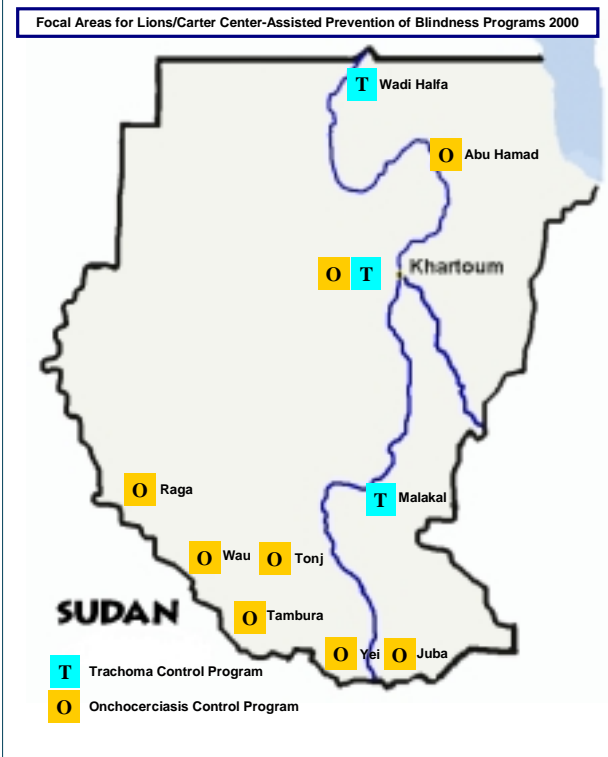 Focal Areas for Lions/Carter Center-Assisted Prevention of Blindness Programs 2000
T Wadi Halfa
O Abu Hamad
O T Khartoum
O Raga
T Malakal
O Wau O Tonj
SUDAN
O Tambura
O Yei O Juba
T Trachoma Control Program
O Onchocerciasis Control Program